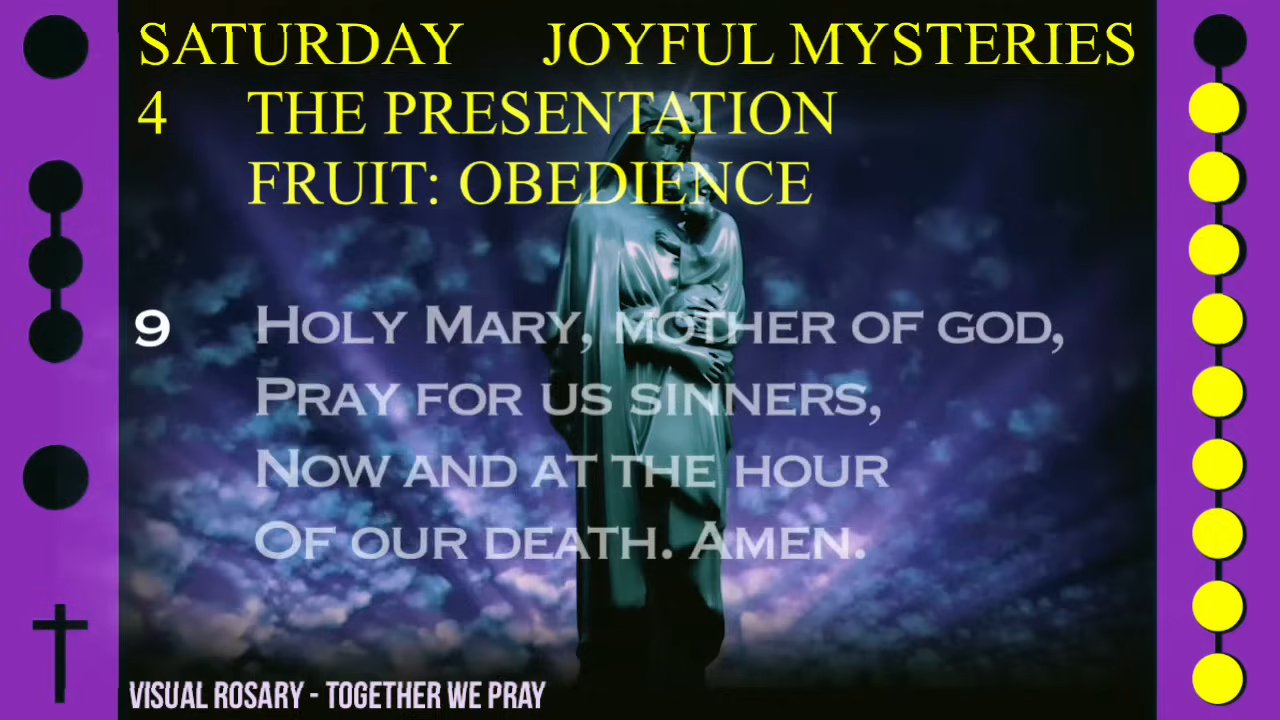 SATURDAY JOYFUL MYSTERIES
4 THE PRESENTATION
FRUIT: OBEDIENCE
9 HOLY MARY, MOTHER OF GOD,
PRAY FOR US SINNERS,
NOW AND AT THE HOUR
OF OUR DEATH. AMEN.
VISUAL ROSARY - TOGETHER WE PRAY